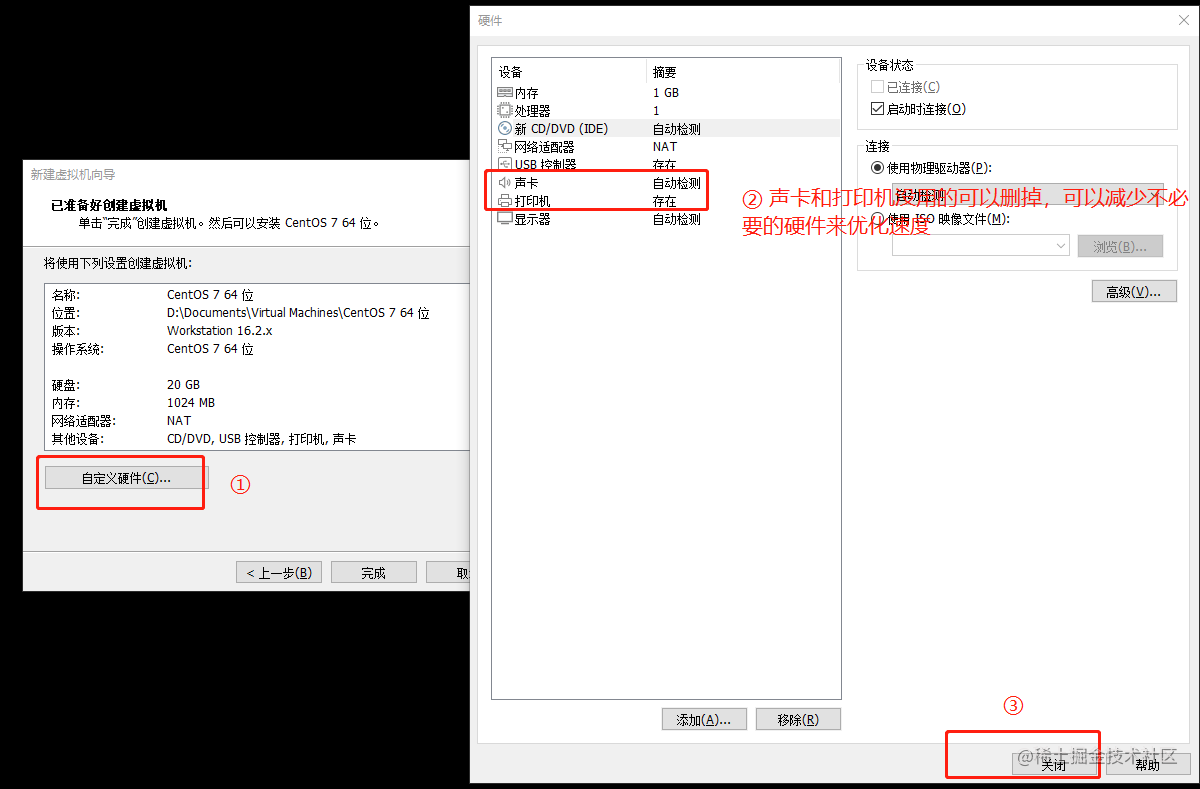 新建虚拟机向导
已准备好创建虚拟机
单击“完成”创建虚拟机。然后可以安装 CentOS 7 64 位。
将使用下列设置创建虚拟机:
名称: CentOS 7 64 位
位置: D:\Documents\Virtual Machines\CentOS 7 64 位
版本: Workstation 16.2.x
操作系统: CentOS 7 64 位
硬盘: 20 GB
内存: 1024 MB
网络适配器: NAT
其他设备: CD/DVD, USB 控制器, 打印机, 声卡
自定义硬件(C)...
①
<上一步(B) 完成 取
硬件
设备 摘要
内存 1 GB
处理器 1
新 CD/DVD (IDE) 自动检测
网络适配器 NAT
USB 控制器 存在
声卡 自动检测
打印机 存在
显示器 自动检测
添加(A)... 移除(R)
设备状态
已连接(C)
启动时连接(O)
连接
使用物理驱动器(P):
自动检测
使用 ISO 映像文件(M):
浏览(B)...
高级(V)...
② 声卡和打印机没用的可以删掉，可以减少不必
要的硬件来优化速度
③
关闭 帮助
@稀土掘金技术社区